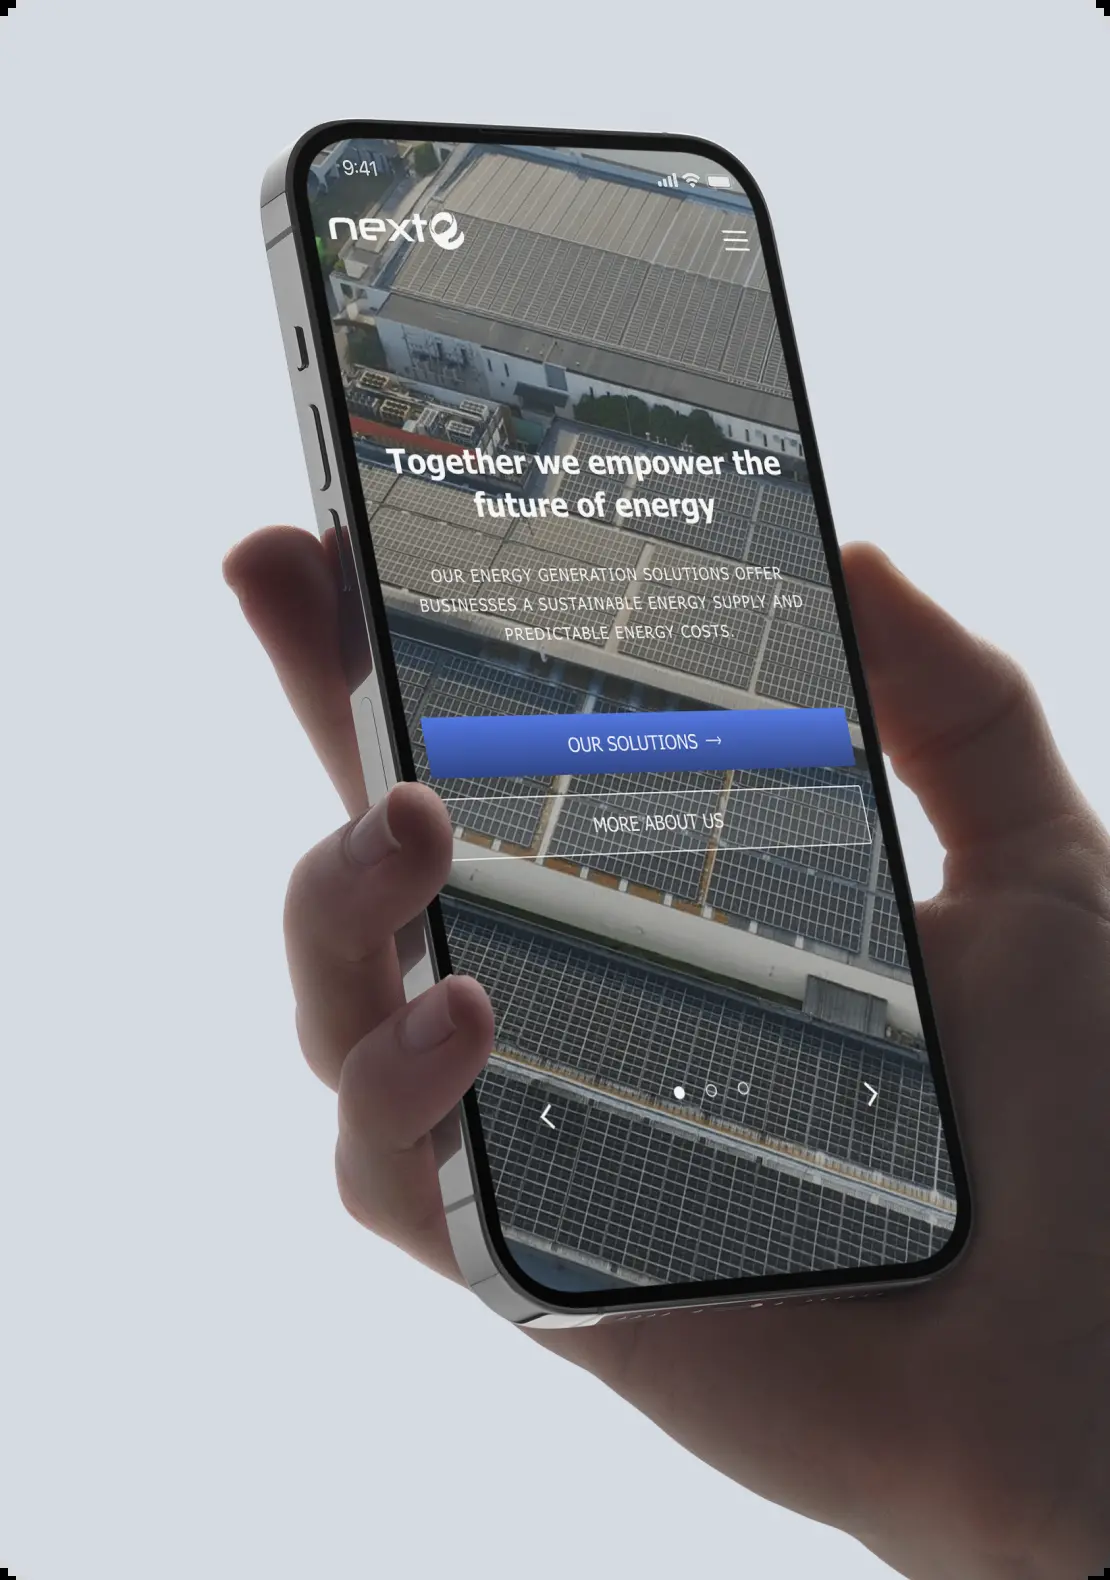 9:41
nexte
Together we empower the
future of energy
OUR ENERGY GENERATION SOLUTIONS OFFER
BUSINESSES A SUSTAINABLE ENERGY SUPPLY AND
PREDICTABLE ENERGY COSTS.
OUR SOLUTIONS →
MORE ABOUT US